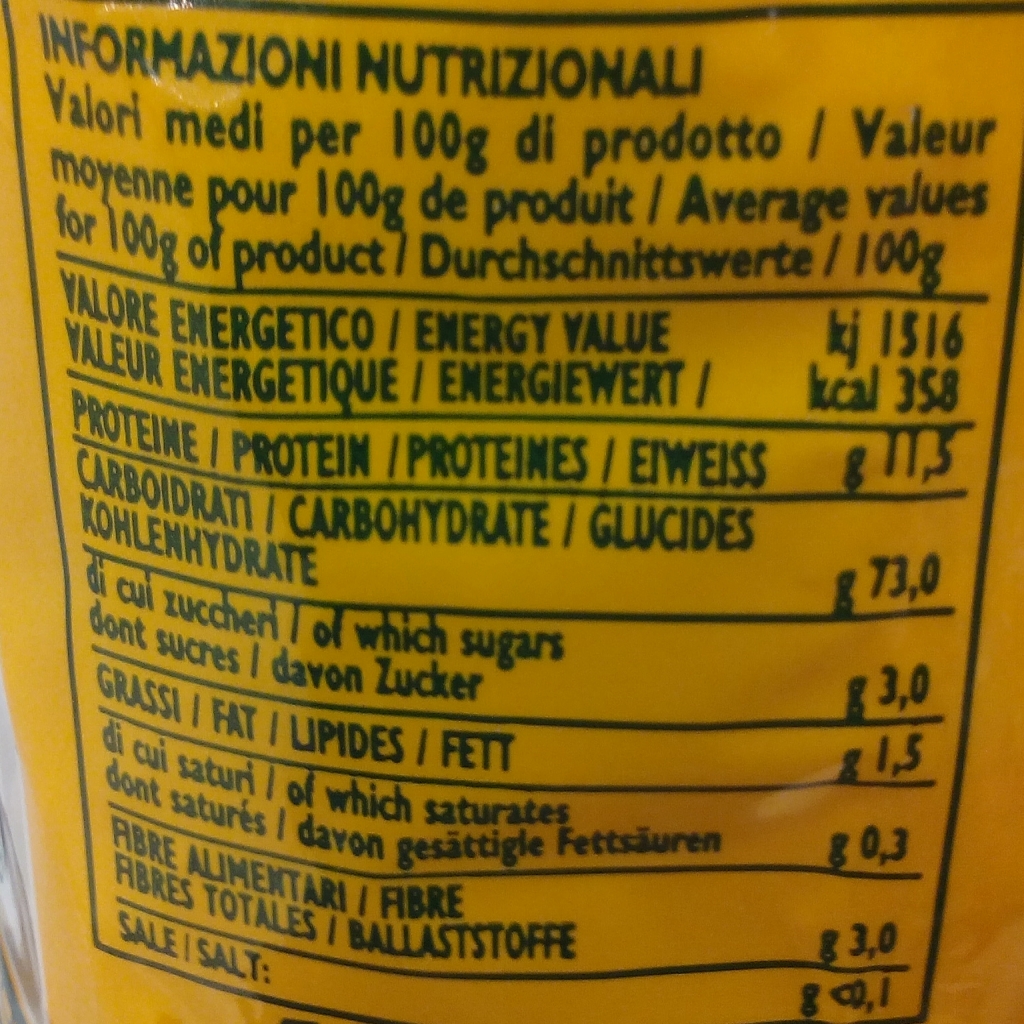 INFORMAZIONI NUTRIZIONALI
Valori medi per 100g di prodotto / Valeur
moyenne pour 100g de produit / Average values
for 100g of product / Durchschnittswerte / 100g
VALORE ENERGETICO / ENERGY VALUE kj 1516
VALEUR ENERGETIQUE / ENERGIEWERT / kcal 358
PROTEINE / PROTEIN / PROTEINES / EIWEISS g 11,5
CARBOIDRATI / CARBOHYDRATE / GLUCIDES
KOHLENHYDRATE g 73,0
di cui zuccheri / of which sugars
dont sucres / davon Zucker g 3,0
GRASSI / FAT / LIPIDES / FETT g 1,5
di cui saturi / of which saturates
dont saturés / davon gesättigle Fettsäuren g 0,3
FIBRE ALIMENTARI / FIBRE
FIBRES TOTALES / BALLASTSTOFFE g 3,0
SALE / SALT: g <0,1